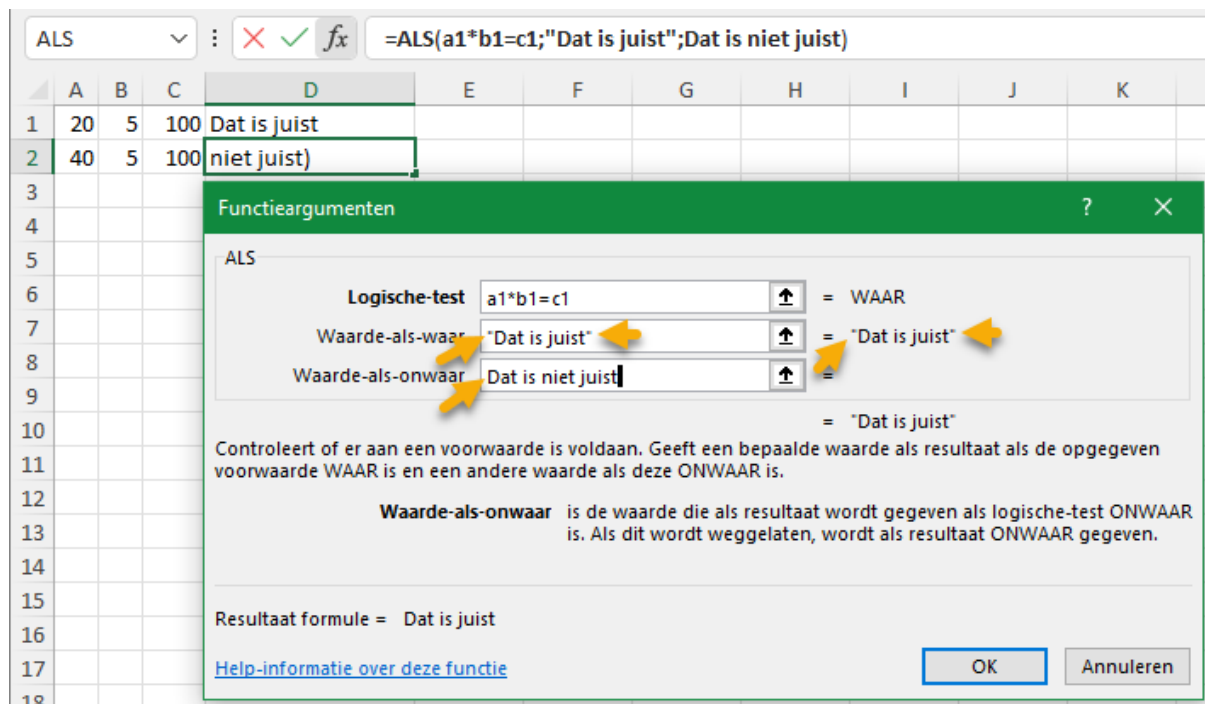 ALS fx =ALS(a1*b1=c1;"Dat is juist";Dat is niet juist)
A B C D E F G H I J K
1 20 5 100 Dat is juist
2 40 5 100 niet juist)
3
Functieargumenten ? ×
4
5 ALS
6 Logische-test a1*b1=c1 = WAAR
7 Waarde-als-waar "Dat is juist" = "Dat is juist"
8 Waarde-als-onwaar Dat is niet juist =
9
10 = "Dat is juist"
11 Controleert of er aan een voorwaarde is voldaan. Geeft een bepaalde waarde als resultaat als de opgegeven
voorwaarde WAAR is en een andere waarde als deze ONWAAR is.
12 Waarde-als-onwaar is de waarde die als resultaat wordt gegeven als logische-test ONWAAR
13 is. Als dit wordt weggelaten, wordt als resultaat ONWAAR gegeven.
14
15
Resultaat formule = Dat is juist
16
17 Help-informatie over deze functie OK Annuleren
18